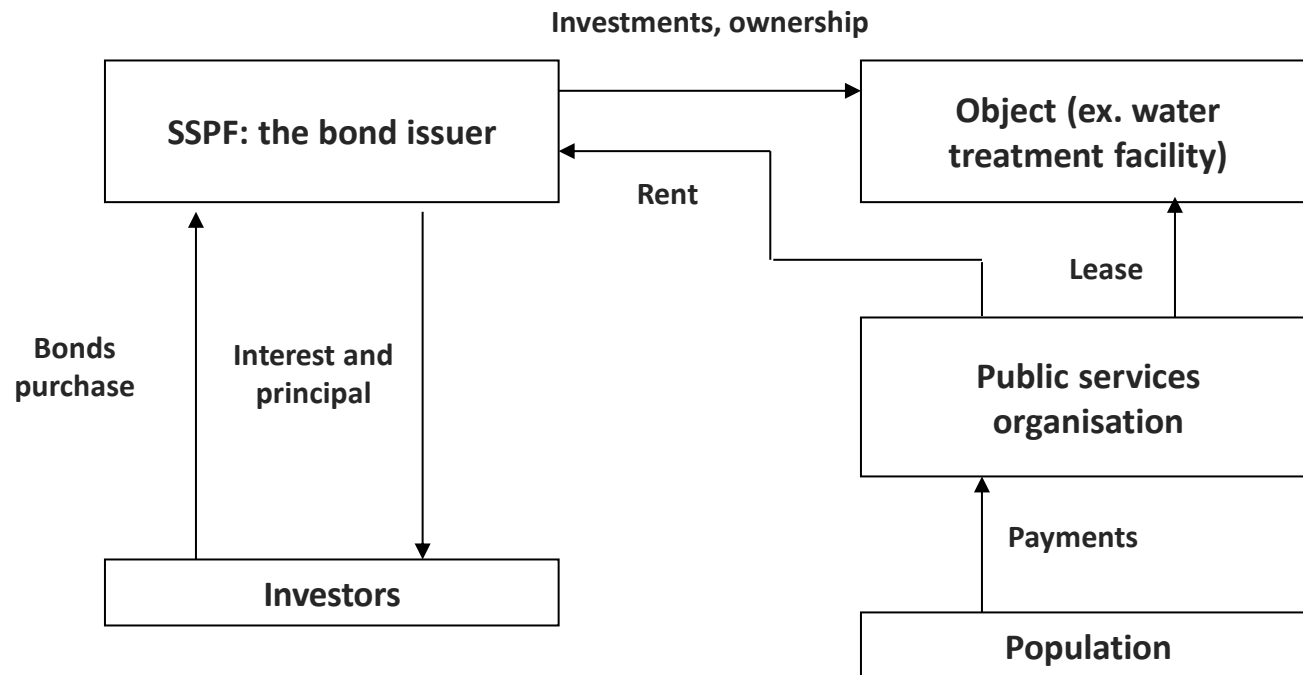 Investments, ownership
SSPF: the bond issuer
Object (ex. water
treatment facility)
Rent
Lease
Bonds
purchase
Interest and
principal
Public services
organisation
Payments
Investors
Population